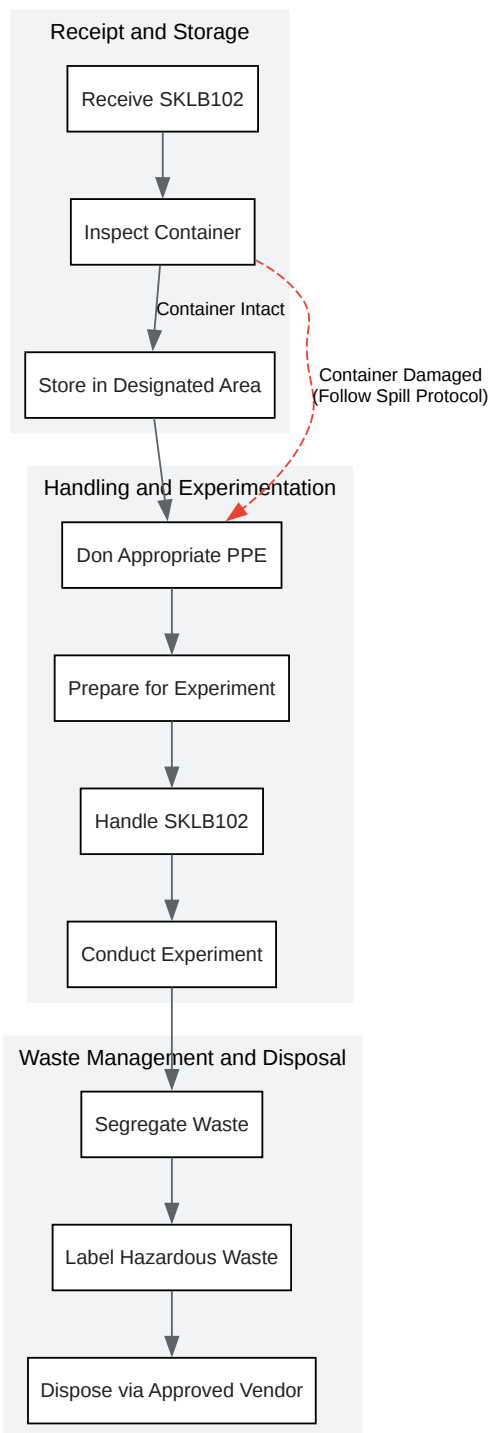 Receipt and Storage
Receive SKLB102
Inspect Container
Container Intact
Container Damaged
(Follow Spill Protocol)
Store in Designated Area
Handling and Experimentation
Don Appropriate PPE
Prepare for Experiment
Handle SKLB102
Conduct Experiment
Waste Management and Disposal
Segregate Waste
Label Hazardous Waste
Dispose via Approved Vendor